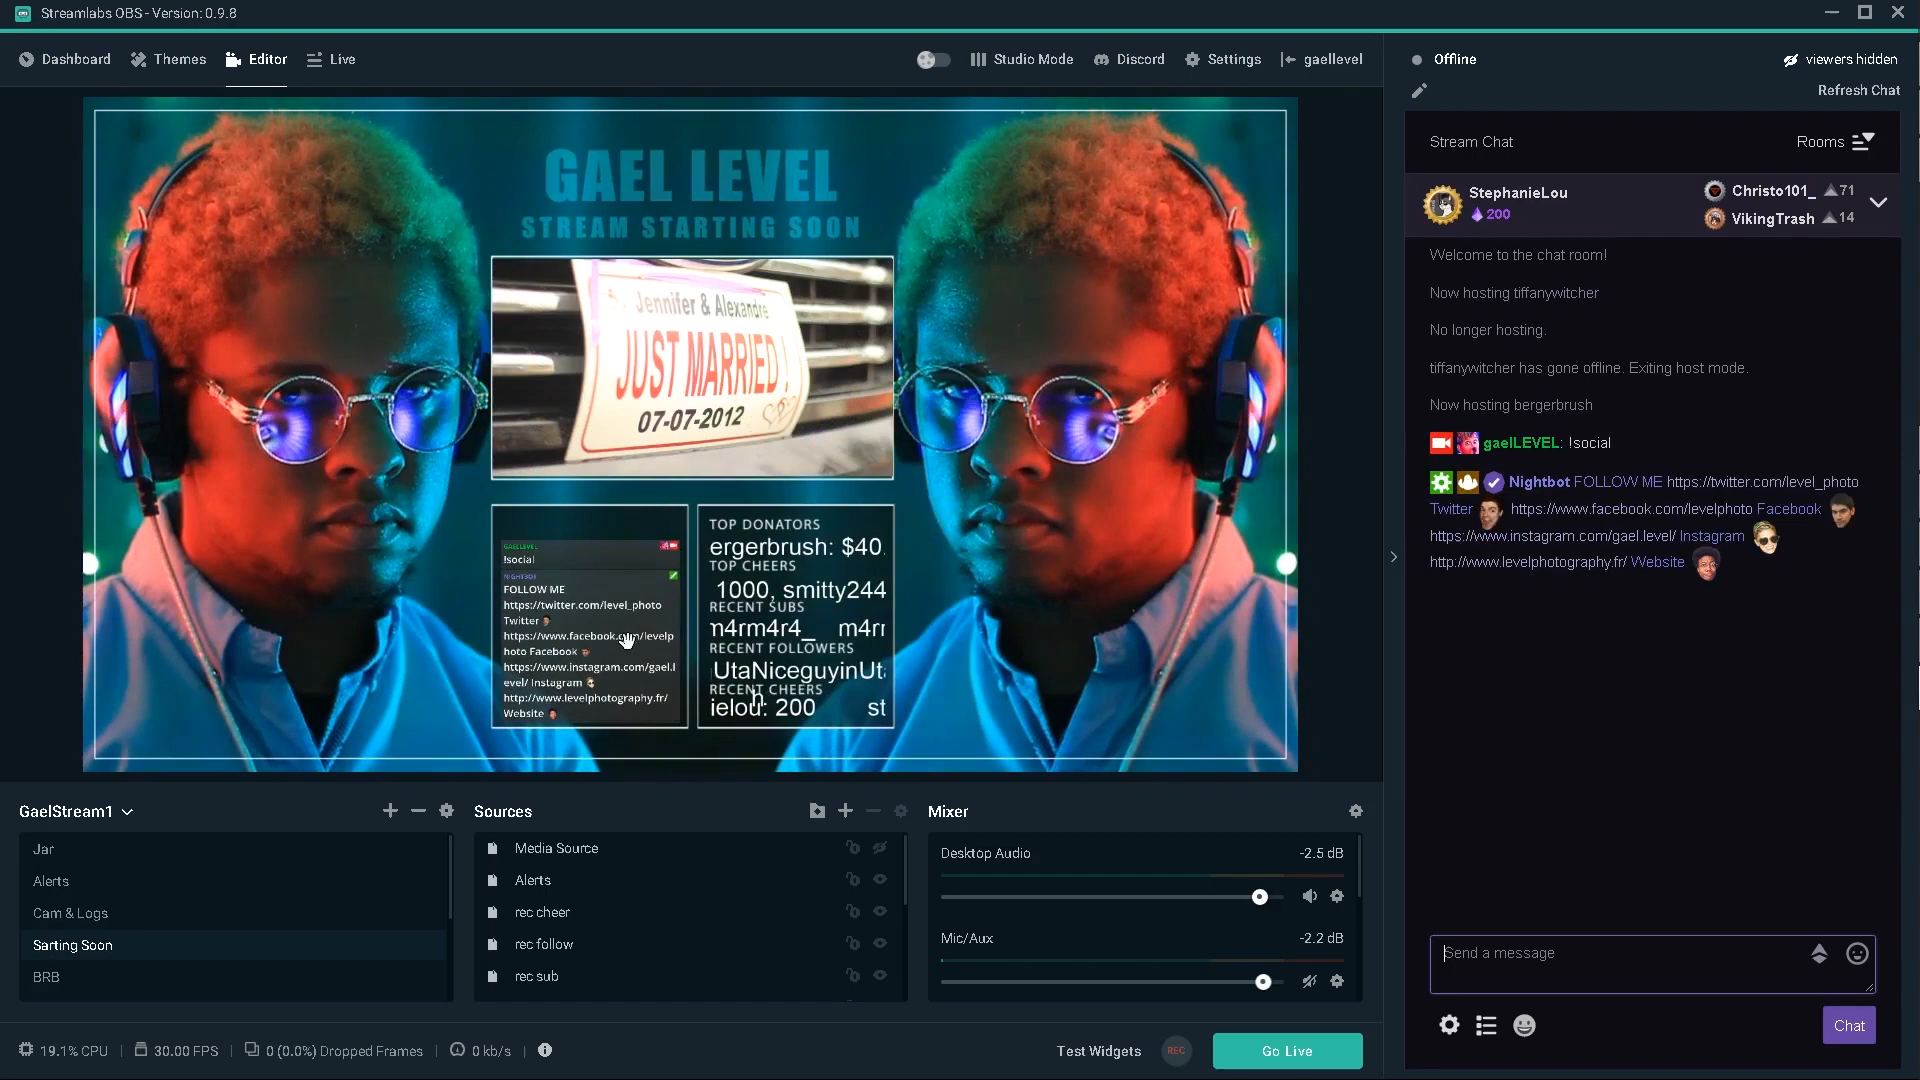 Streamlabs OBS - Version: 0.9.8
Dashboard
Themes
Editor
Live
Studio Mode
Discord
Settings
gaellevel
GAEL LEVEL
STREAM STARTING SOON
Jennifer & Alexandre
JUST MARRIED !
07-07-2012
GAELLEVEL
!social
NIGHTBOT
FOLLOW ME
https://twitter.com/level_photo
Twitter
https://www.facebook.com/levelp
hoto Facebook
https://www.instagram.com/gael.l
evel/ Instagram
http://www.levelphotography.fr/
Website
TOP DONATORS
ergerbrush: $40.
TOP CHEERS
1000, smitty244
RECENT SUBS
m4rm4r4_ m4rr
RECENT FOLLOWERS
UtaNiceguyinUta
RECENT CHEERS
h
ielou: 200 st
GaelStream1
Jar
Alerts
Cam & Logs
Sarting Soon
BRB
Sources
Media Source
Alerts
rec cheer
rec follow
rec sub
Mixer
Desktop Audio -2.5 dB
Mic/Aux -2.2 dB
19.1% CPU
30.00 FPS
0 (0.0%) Dropped Frames
0 kb/s
Test Widgets
REC
Go Live
Offline
viewers hidden
Refresh Chat
Stream Chat
Rooms
StephanieLou
200
Christo101_ 71
VikingTrash 14
Welcome to the chat room!
Now hosting tiffanywitcher
No longer hosting.
tiffanywitcher has gone offline. Exiting host mode.
Now hosting bergerbrush
gaelLEVEL: !social
Nightbot FOLLOW ME https://twitter.com/level_photo
Twitter https://www.facebook.com/levelphoto Facebook
https://www.instagram.com/gael.level/ Instagram
http://www.levelphotography.fr/ Website
Send a message
Chat